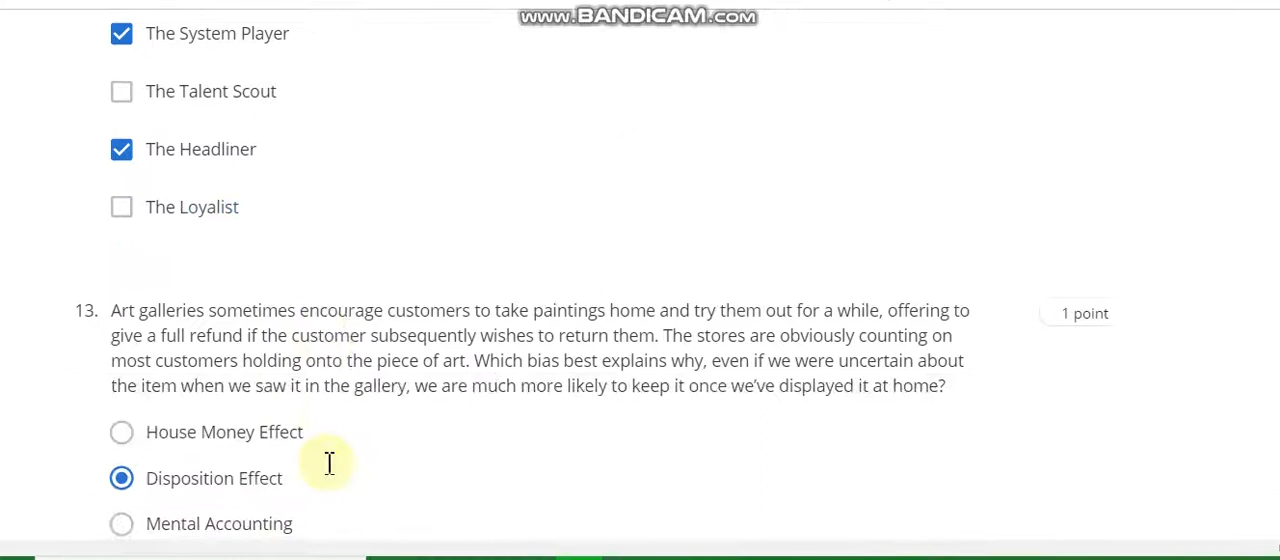 www.BANDICAM.com
The System Player
The Talent Scout
The Headliner
The Loyalist
13. Art galleries sometimes encourage customers to take paintings home and try them out for a while, offering to
1 point
give a full refund if the customer subsequently wishes to return them. The stores are obviously counting on
most customers holding onto the piece of art. Which bias best explains why, even if we were uncertain about
the item when we saw it in the gallery, we are much more likely to keep it once we’ve displayed it at home?
House Money Effect
Disposition Effect
Mental Accounting